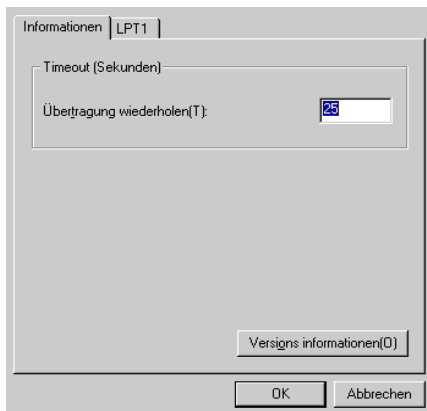 Informationen LPT1
Timeout (Sekunden)
Übertragung wiederholen(T): 25
Versions informationen(O)
OK Abbrechen